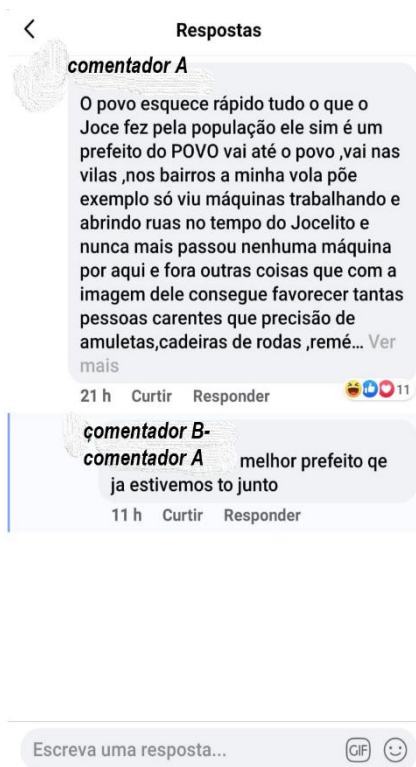 Respostas
comentador A
O povo esquece rápido tudo o que o
Joce fez pela população ele sim é um
prefeito do POVO vai até o povo ,vai nas
vilas ,nos bairros a minha vola põe
exemplo só viu máquinas trabalhando e
abrindo ruas no tempo do Jocelito e
nunca mais passou nenhuma máquina
por aqui e fora outras coisas que com a
imagem dele consegue favorecer tantas
pessoas carentes que precisão de
amuletas,cadeiras de rodas ,remé... Ver
mais
21 h Curtir Responder 11
comentador B-
comentador A melhor prefeito qe
ja estivemos to junto
11 h Curtir Responder
Escreva uma resposta... GIF